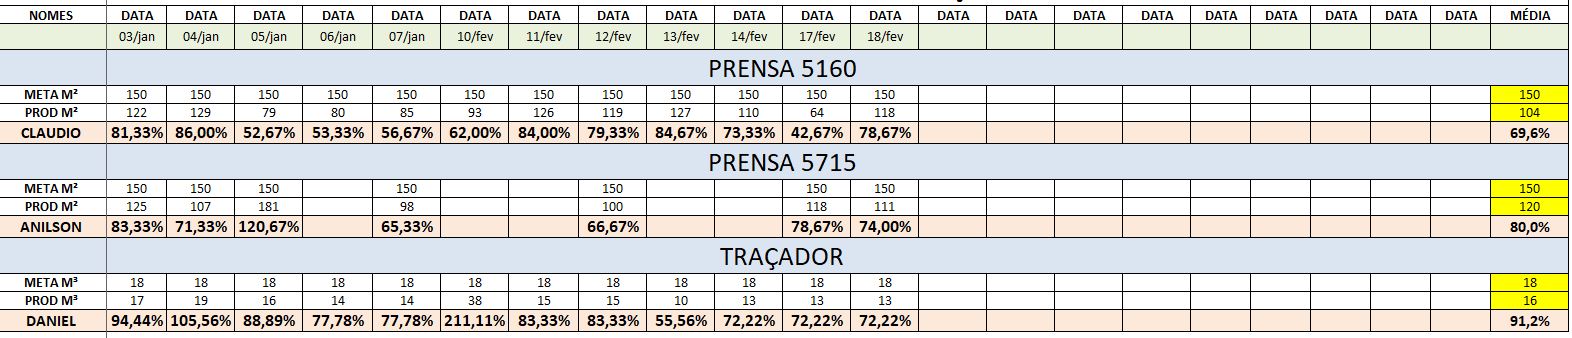 NOMES DATA DATA DATA DATA DATA DATA DATA DATA DATA DATA DATA DATA DATA DATA DATA DATA DATA DATA DATA DATA DATA MÉDIA
03/jan 04/jan 05/jan 06/jan 07/jan 10/fev 11/fev 12/fev 13/fev 14/fev 17/fev 18/fev
PRENSA 5160
META M² 150 150 150 150 150 150 150 150 150 150 150 150 150
PROD M² 122 129 79 80 85 93 126 119 127 110 64 118 104
CLAUDIO 81,33% 86,00% 52,67% 53,33% 56,67% 62,00% 84,00% 79,33% 84,67% 73,33% 42,67% 78,67% 69,6%
PRENSA 5715
META M² 150 150 150 150 150 150 150 150
PROD M² 125 107 181 98 100 118 111 120
ANILSON 83,33% 71,33% 120,67% 65,33% 66,67% 78,67% 74,00% 80,0%
TRAÇADOR
META M³ 18 18 18 18 18 18 18 18 18 18 18 18 18
PROD M³ 17 19 16 14 14 38 15 15 10 13 13 13 16
DANIEL 94,44% 105,56% 88,89% 77,78% 77,78% 211,11% 83,33% 83,33% 55,56% 72,22% 72,22% 72,22% 91,2%